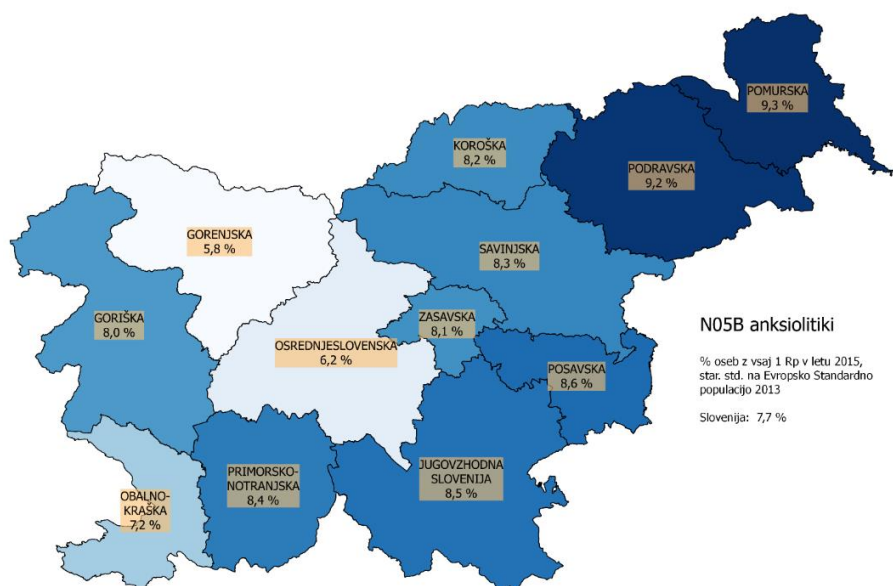 POMURSKA
9,3 %
KOROŠKA
8,2 %
PODRAVSKA
9,2 %
GORENJSKA
5,8 %
SAVINJSKA
8,3 %
GORIŠKA
8,0 %
ZASAVSKA
8,1 %
OSREDNJESLOVENSKA
6,2 %
POSAVSKA
8,6 %
PRIMORSKO-
NOTRANJSKA
8,4 %
JUGOVZHODNA
SLOVENIJA
8,5 %
OBALNO-
KRAŠKA
7,2 %
N05B anksiolitiki
% oseb z vsaj 1 Rp v letu 2015,
star. std. na Evropsko Standardno
populacijo 2013
Slovenija: 7,7 %